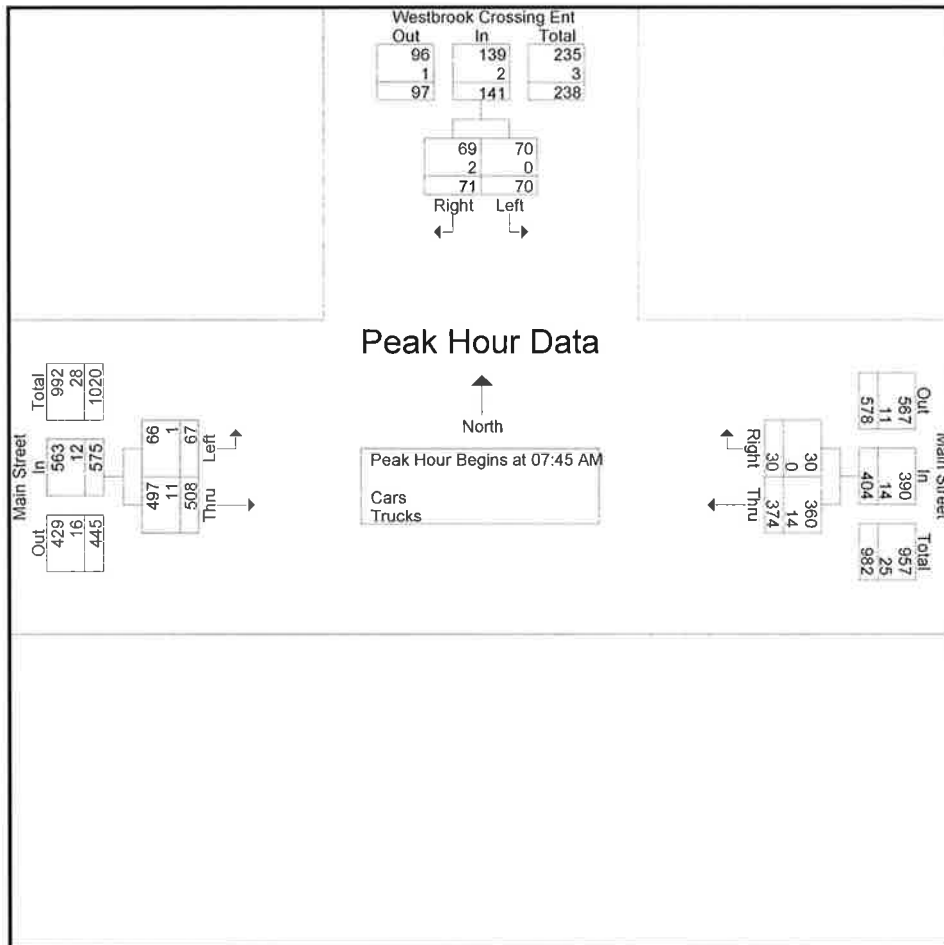 Westbrook Crossing Ent
Out In Total
96 139 235
1 2 3
97 141 238
69 70
2 0
71 70
Right Left
Peak Hour Data
North
Peak Hour Begins at 07:45 AM
Cars
Trucks
Main Street
Total
992
28
1020
In
563
12
575
Out
429
16
445
Left
66
1
67
Thru
497
11
508
Right
30
0
30
Thru
360
14
374
Main Street
Out
567
11
578
In
390
14
404
Total
957
25
982